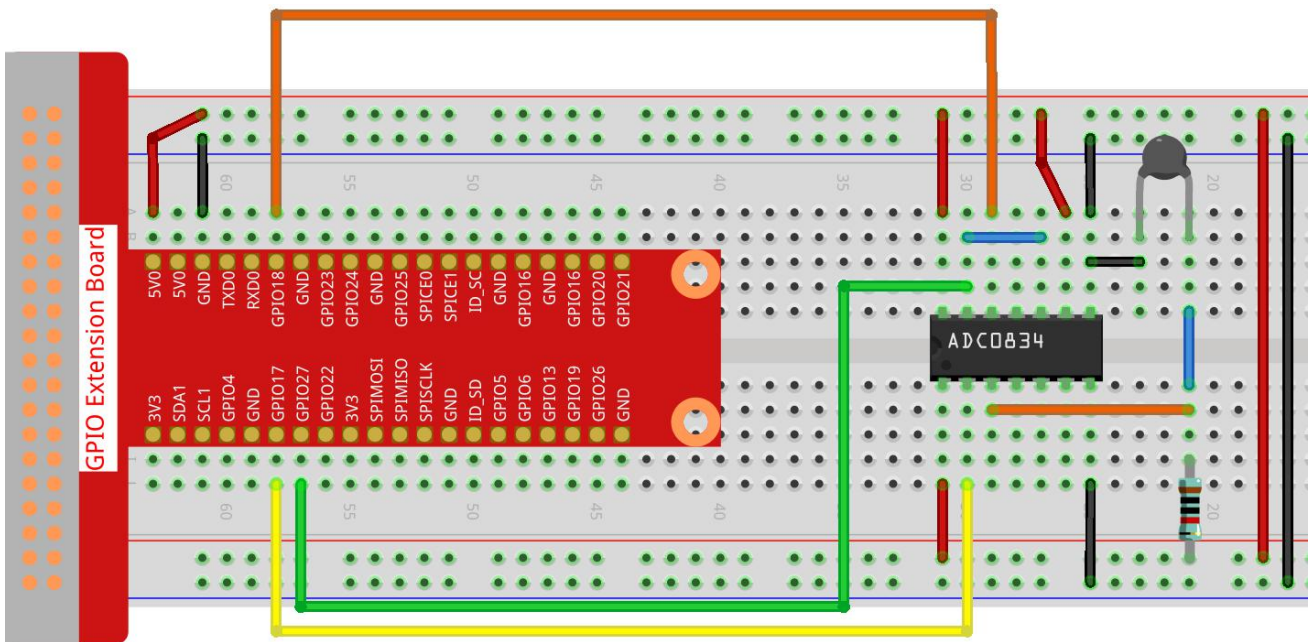 60 55 50 45 40 35 30 20
GPIO Extension Board
5V0
5V0
GND
TXD0
RXD0
GPIO18
GND
GPIO23
GPIO24
GND
GPIO25
SPICE0
SPICE1
ID_SC
GND
GPIO16
GND
GPIO16
GPIO20
GPIO21
ADC0834
3V3
SDA1
SCL1
GPIO4
GND
GPIO17
GPIO27
GPIO22
3V3
SPIMOSI
SPIMISO
SPISCLK
GND
ID_SD
GPIO5
GPIO6
GPIO13
GPIO19
GPIO26
GND
60 55 50 45 40 35 20